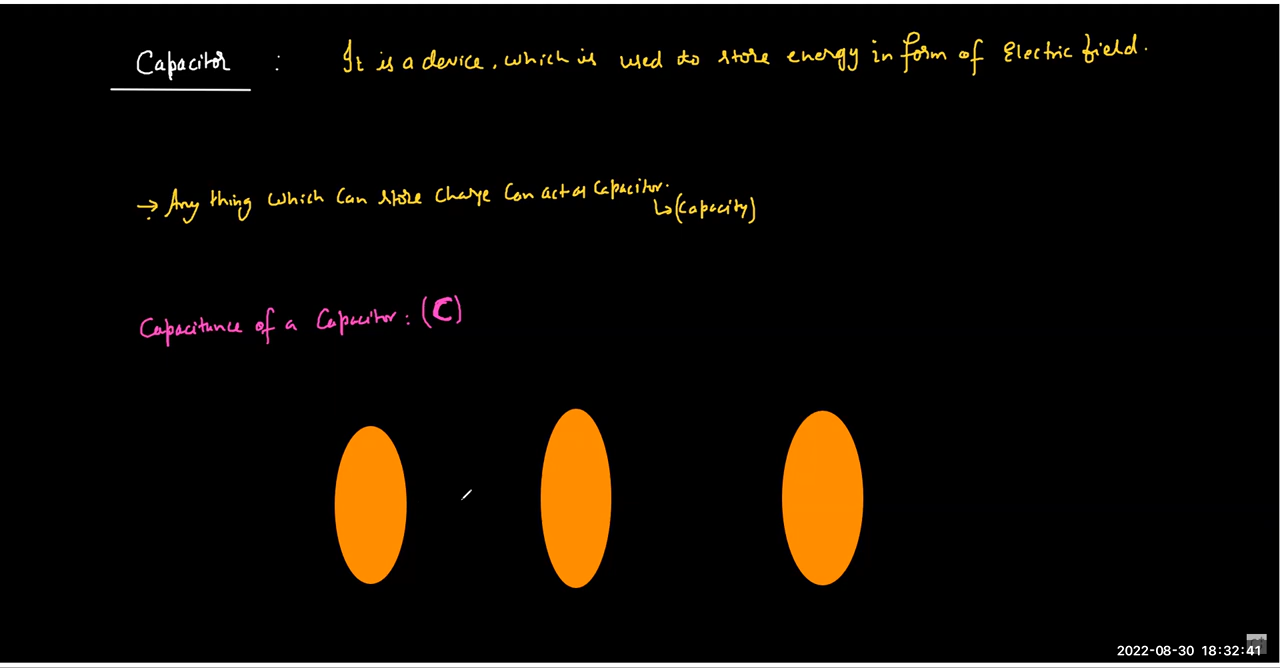 Capacitor : It is a device, which is used to store energy in form of Electric field.
→ Any thing which can store charge can act as capacitor.
↳ (capacity)
Capacitance of a Capacitor : (C)
2022-08-30 18:32:41